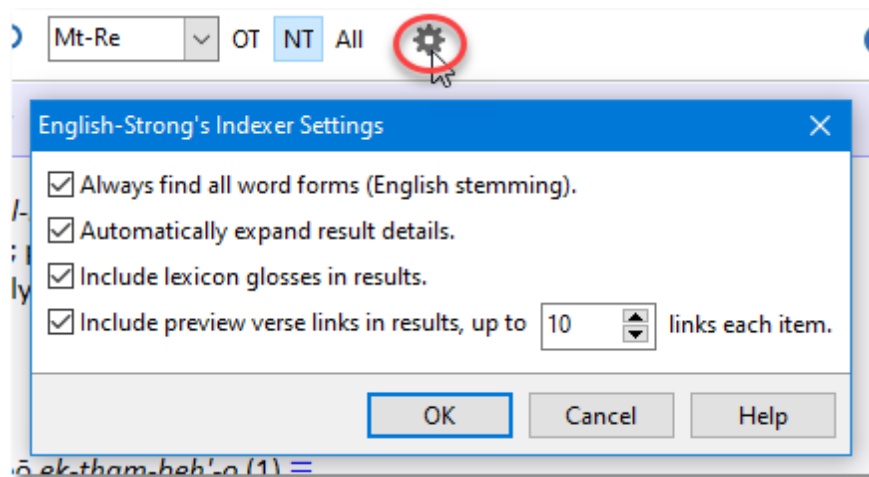 Mt-Re OT NT All
English-Strong's Indexer Settings
Always find all word forms (English stemming).
Automatically expand result details.
Include lexicon glosses in results.
Include preview verse links in results, up to 10 links each item.
OK Cancel Help
ek-tham-beh'-o (1) =